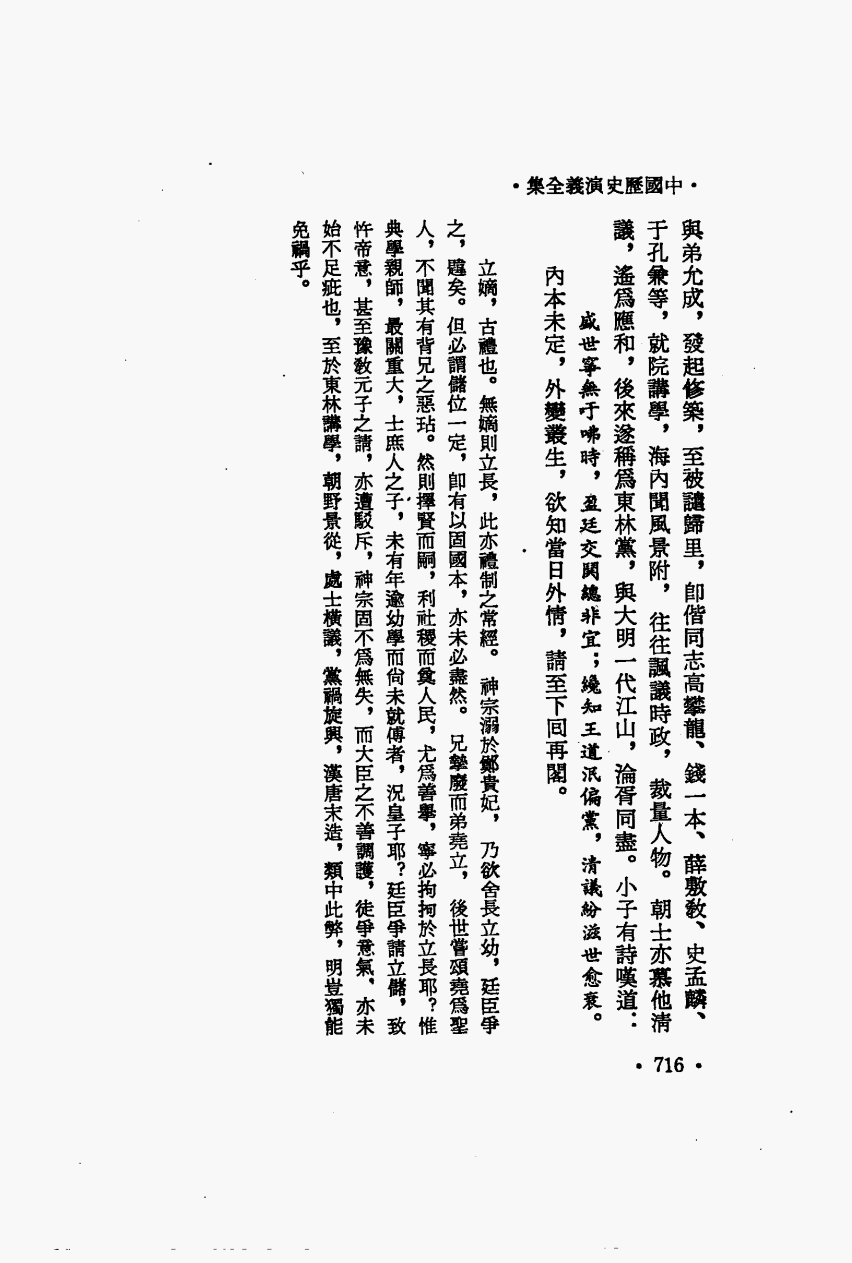 •中國歷史演義全集•
與弟允成，發起修築，至被譴歸里，卽偕同志高攀龍、錢一本、薛敷敎、史孟麟、
于孔兼等，就院講學，海內聞風景附，往往諷議時政，裁量人物。朝士亦慕他清
議，遙爲應和，後來遂稱爲東林黨，與大明一代江山，淪胥同盡。小子有詩嘆道：
盛世寧無吁咈時，盈廷交鬨總非宜；纔知王道泯偏黨，清議紛滋世愈衰。
內本未定，外變叢生，欲知當日外情，請至下回再閱。
立嫡，古禮也。無嫡則立長，此亦禮制之常經。神宗溺於鄭貴妃，乃欲舍長立幼，廷臣爭
之，韙矣。但必謂儲位一定，卽有以固國本，亦未必盡然。兄摯廢而弟堯立，後世嘗頌堯爲聖
人，不聞其有背兄之惡玷。然則擇賢而嗣，利社稷而奠人民，尤爲善舉，寧必拘拘於立長耶？惟
典學親師，最關重大，士庶人之子，未有年逾幼學而尙未就傅者，況皇子耶？廷臣爭請立儲，致
忤帝意，甚至豫敎元子之請，亦遭駁斥，神宗固不爲無失，而大臣之不善調護，徒爭意氣、亦未
始不足疵也，至於東林講學，朝野景從，處士橫議，黨禍旋興，漢唐末造，類中此弊，明豈獨能
免禍乎。
•716•